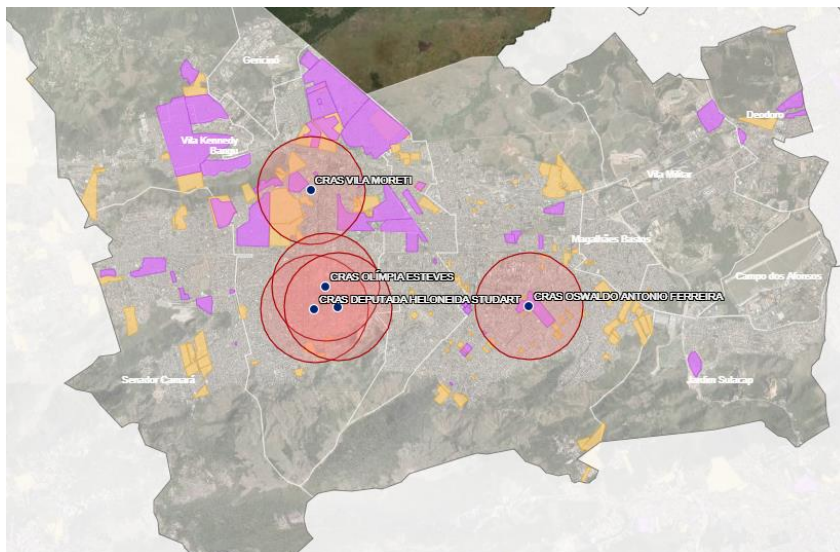 Gericinó
Deodoro
Vila Kennedy
Bangu
Vila Militar
CRAS VILA MORETI
Magalhães Bastos
Campo dos Afonsos
CRAS OLÍMPIA ESTEVES
CRAS DEPUTADA HELONEIDA STUDART
CRAS OSWALDO ANTONIO FERREIRA
Senador Camará
Jardim Sulacap